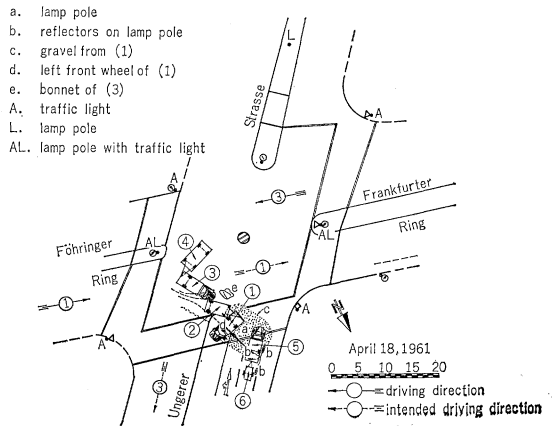 a. lamp pole
b. reflectors on lamp pole
c. gravel from (1)
d. left front wheel of (1)
e. bonnet of (3)
A. traffic light
L. lamp pole
AL. lamp pole with traffic light
L
A
Strasse
A
3
Frankfurter
AL
Ring
4
AL
Föhringer
Ring
3
1
e
1
1
c
2
a
d
A
A
b
b
5
3
Ungerer
b
6
April 18, 1961
0 5 10 15 20
1
driving direction
intended driving direction